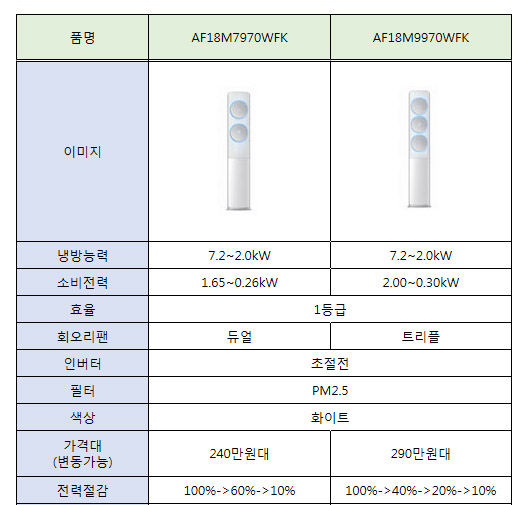 품명 AF18M7970WFK AF18M9970WFK
이미지
냉방능력 7.2~2.0kW 7.2~2.0kW
소비전력 1.65~0.26kW 2.00~0.30kW
효율 1등급
회오리팬 듀얼 트리플
인버터 초절전
필터 PM2.5
색상 화이트
가격대
(변동가능) 240만원대 290만원대
전력절감 100%->60%->10% 100%->40%->20%->10%